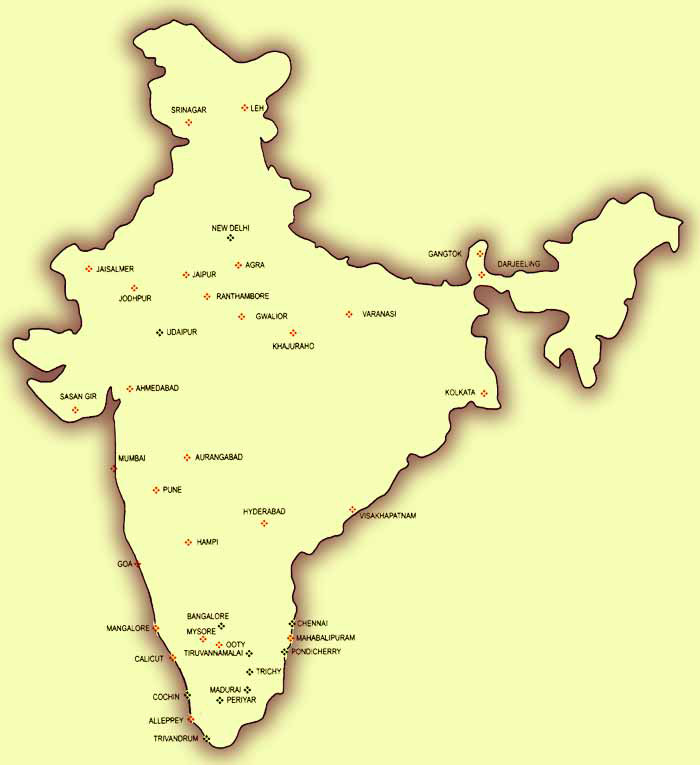 SRINAGAR
LEH
NEW DELHI
GANGTOK
DARJEELING
JAISALMER
JAIPUR
AGRA
JODHPUR
RANTHAMBORE
GWALIOR
VARANASI
UDAIPUR
KHAJURAHO
AHMEDABAD
KOLKATA
SASAN GIR
MUMBAI
AURANGABAD
PUNE
HYDERABAD
VISAKHAPATNAM
HAMPI
GOA
BANGALORE
CHENNAI
MANGALORE
MYSORE
MAHABALIPURAM
OOTY
TIRUVANNAMALAI
PONDICHERRY
CALICUT
TRICHY
MADURAI
COCHIN
PERIYAR
ALLEPPEY
TRIVANDRUM